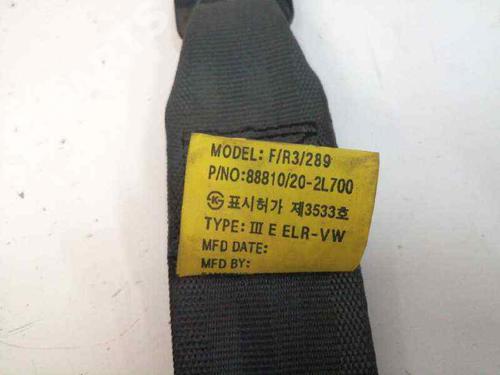 MODEL: F/R3/289
P/NO:88810/20-2L700
표시허가 제3533호
TYPE: Ⅲ E ELR-VW
MFD DATE:
MFD BY: